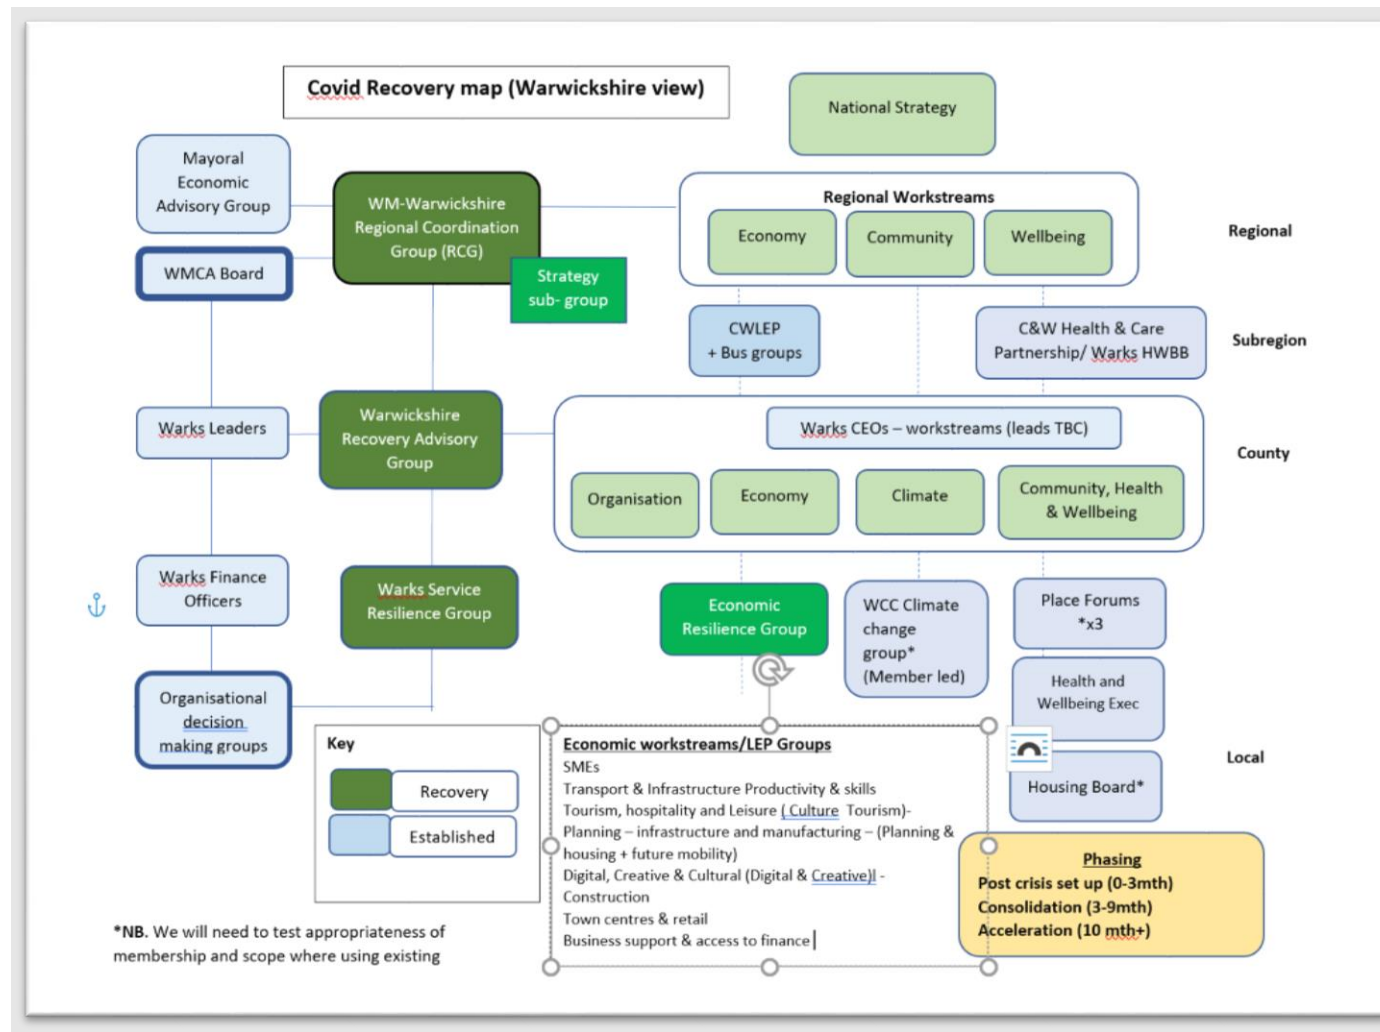 Covid Recovery map (Warwickshire view)
National Strategy
Mayoral
Economic
Advisory Group
WM-Warwickshire
Regional Coordination
Group (RCG)
Strategy
sub- group
Regional Workstreams
Economy
Community
Wellbeing
Regional
WMCA Board
CWLEP
+ Bus groups
C&W Health & Care
Partnership/ Warks HWBB
Subregion
Warks Leaders
Warwickshire
Recovery Advisory
Group
Warks CEOs – workstreams (leads TBC)
Organisation
Economy
Climate
Community, Health
& Wellbeing
County
Warks Finance
Officers
Warks Service
Resilience Group
Economic
Resilience Group
WCC Climate
change
group*
(Member led)
Place Forums
*x3
Health and
Wellbeing Exec
Housing Board*
Local
Organisational
decision
making groups
Key
Recovery
Established
Economic workstreams/LEP Groups
SMEs
Transport & Infrastructure Productivity & skills
Tourism, hospitality and Leisure ( Culture  Tourism)-
Planning – infrastructure and manufacturing – (Planning &
housing + future mobility)
Digital, Creative & Cultural (Digital & Creative)l -
Construction
Town centres & retail
Business support & access to finance
Phasing
Post crisis set up (0-3mth)
Consolidation (3-9mth)
Acceleration (10 mth+)
*NB. We will need to test appropriateness of
membership and scope where using existing